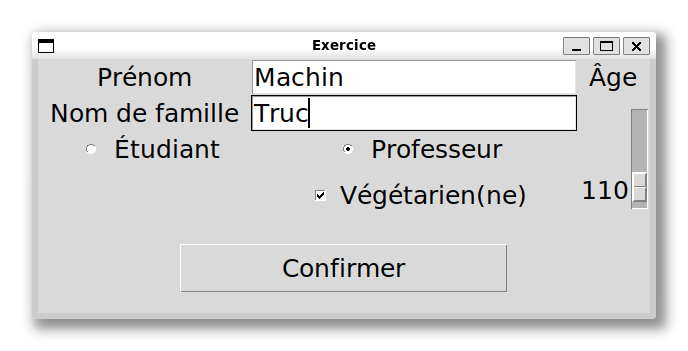 Exercice
Prénom Machin Âge
Nom de famille Truc
Étudiant Professeur
Végétarien(ne) 110
Confirmer